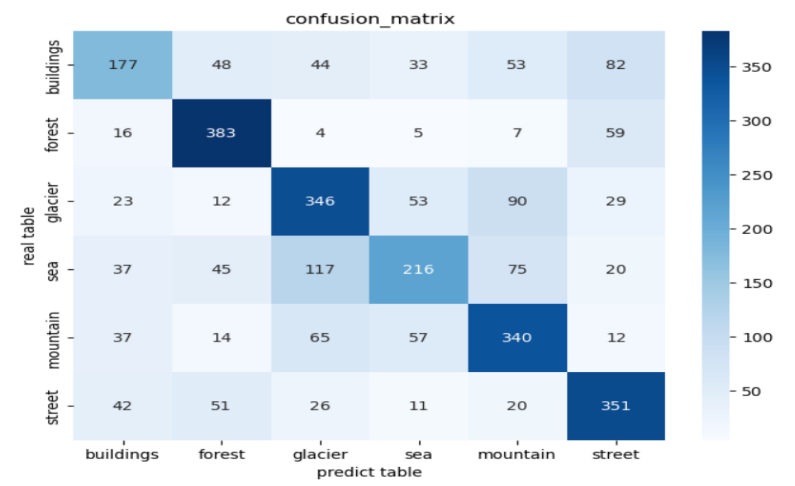 confusion_matrix
buildings 177 48 44 33 53 82
forest 16 383 4 5 7 59
glacier 23 12 346 53 90 29
sea 37 45 117 216 75 20
mountain 37 14 65 57 340 12
street 42 51 26 11 20 351
buildings forest glacier sea mountain street
predict table
real table
350
300
250
200
150
100
50